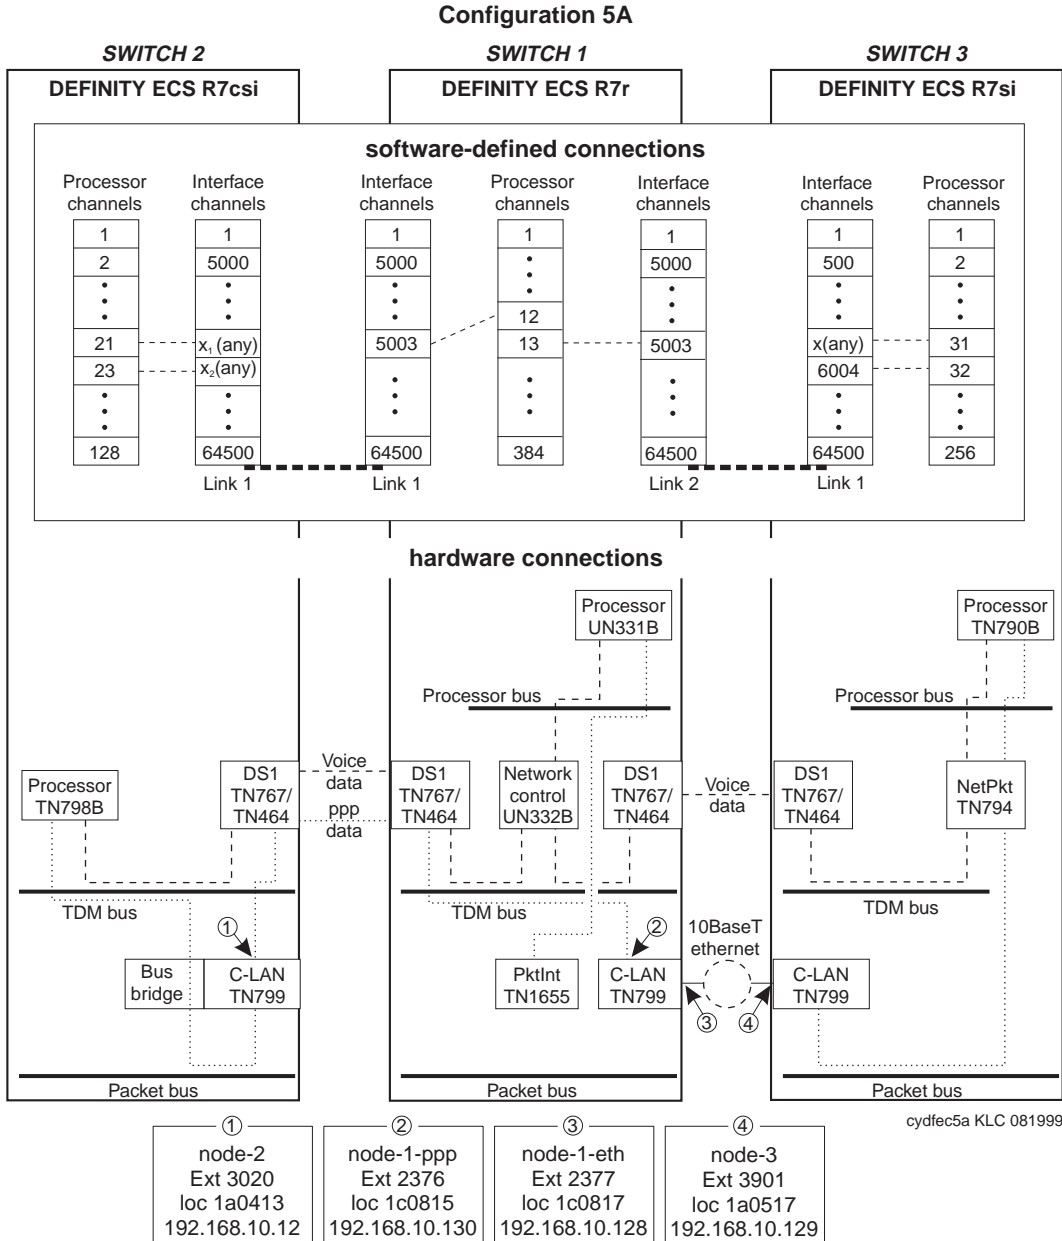 Configuration 5A
SWITCH 2
SWITCH 1
SWITCH 3
DEFINITY ECS R7csi
DEFINITY ECS R7r
DEFINITY ECS R7si
software-defined connections
Processor
channels
1
2
21
23
128
Interface
channels
1
5000
x1 (any)
x2(any)
64500
Link 1
Interface
channels
1
5000
5003
64500
Link 1
Processor
channels
1
12
13
384
Interface
channels
1
5000
5003
64500
Link 2
Interface
channels
1
500
x(any)
6004
64500
Link 1
Processor
channels
1
2
31
32
256
hardware connections
Processor
UN331B
Processor
TN790B
Processor bus
Processor bus
Processor
TN798B
DS1
TN767/
TN464
Voice
data
ppp
data
DS1
TN767/
TN464
Network
control
UN332B
DS1
TN767/
TN464
Voice
data
DS1
TN767/
TN464
NetPkt
TN794
TDM bus
TDM bus
TDM bus
1
2
10BaseT
ethernet
Bus
bridge
C-LAN
TN799
PktInt
TN1655
C-LAN
TN799
3
4
C-LAN
TN799
Packet bus
Packet bus
Packet bus
cydfec5a KLC 081999
1
node-2
Ext 3020
loc 1a0413
192.168.10.12
2
node-1-ppp
Ext 2376
loc 1c0815
192.168.10.130
3
node-1-eth
Ext 2377
loc 1c0817
192.168.10.128
4
node-3
Ext 3901
loc 1a0517
192.168.10.129